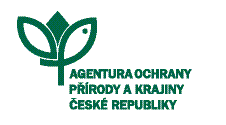 AGENTURA OCHRANY
PŘÍRODY A KRAJINY
ČESKÉ REPUBLIKY